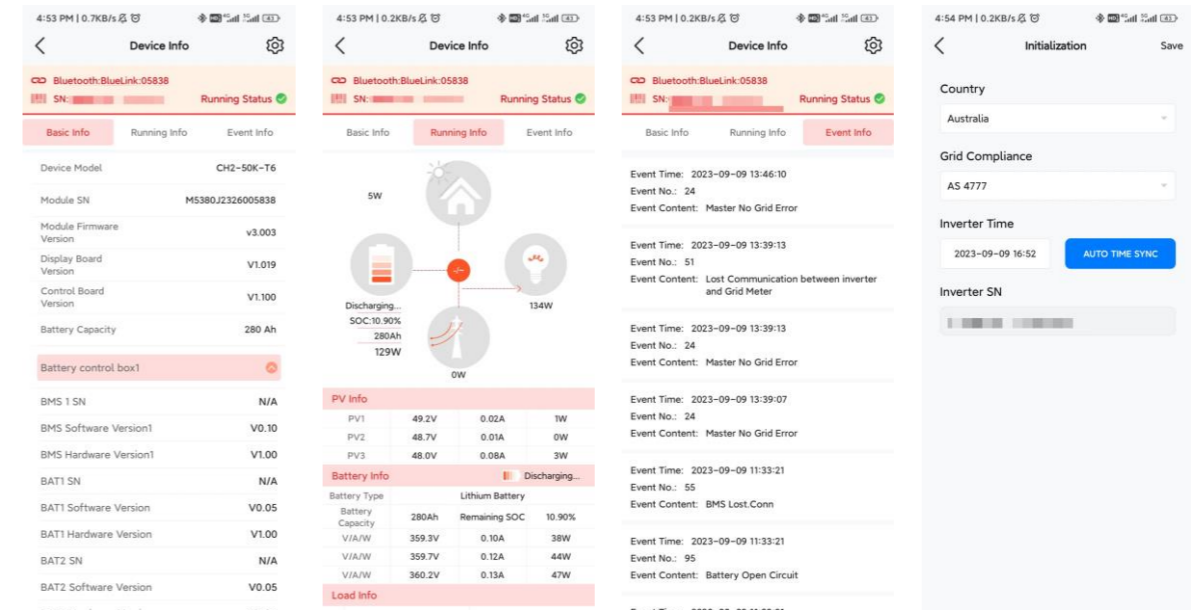 4:53 PM | 0.7KB/s
Device Info
Bluetooth:BlueLink:05838
SN:
Running Status
Basic Info Running Info Event Info
Device Model CH2-50K-T6
Module SN M5380J2326005838
Module Firmware
Version v3.003
Display Board
Version V1.019
Control Board
Version V1.100
Battery Capacity 280 Ah
Battery control box1
BMS 1 SN N/A
BMS Software Version1 V0.10
BMS Hardware Version1 V1.00
BAT1 SN N/A
BAT1 Software Version V0.05
BAT1 Hardware Version V1.00
BAT2 SN N/A
BAT2 Software Version V0.05
4:53 PM | 0.2KB/s
Device Info
Bluetooth:BlueLink:05838
SN:
Running Status
Basic Info Running Info Event Info
5W
Discharging...
SOC:10.90%
280Ah
129W
134W
0W
PV Info
PV1 49.2V 0.02A 1W
PV2 48.7V 0.01A 0W
PV3 48.0V 0.08A 3W
Battery Info Discharging...
Battery Type Lithium Battery
Battery
Capacity 280Ah Remaining SOC 10.90%
V/A/W 359.3V 0.10A 38W
V/A/W 359.7V 0.12A 44W
V/A/W 360.2V 0.13A 47W
Load Info
4:53 PM | 0.2KB/s
Device Info
Bluetooth:BlueLink:05838
SN:
Running Status
Basic Info Running Info Event Info
Event Time: 2023-09-09 13:46:10
Event No.: 24
Event Content: Master No Grid Error
Event Time: 2023-09-09 13:39:13
Event No.: 51
Event Content: Lost Communication between inverter
and Grid Meter
Event Time: 2023-09-09 13:39:13
Event No.: 24
Event Content: Master No Grid Error
Event Time: 2023-09-09 13:39:07
Event No.: 24
Event Content: Master No Grid Error
Event Time: 2023-09-09 11:33:21
Event No.: 55
Event Content: BMS Lost.Conn
Event Time: 2023-09-09 11:33:21
Event No.: 95
Event Content: Battery Open Circuit
4:54 PM | 0.2KB/s
Initialization
Save
Country
Australia
Grid Compliance
AS 4777
Inverter Time
2023-09-09 16:52 AUTO TIME SYNC
Inverter SN